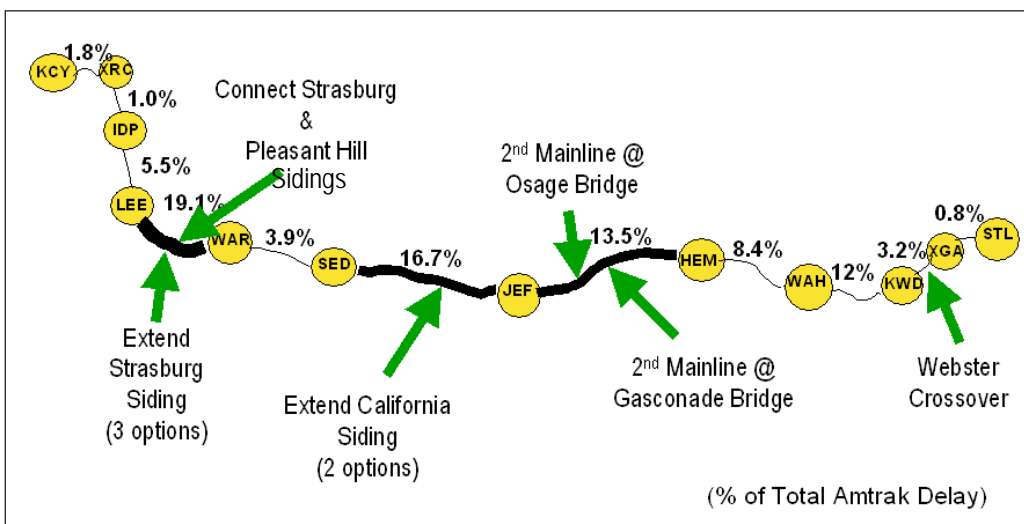 KCY
1.8%
XRC
1.0%
IDP
5.5%
LEE
19.1%
WAR
3.9%
SED
16.7%
JEF
13.5%
HEM
8.4%
WAH
12%
KWD
3.2%
XGA
0.8%
STL
Connect Strasburg
&
Pleasant Hill
Sidings
2nd Mainline @
Osage Bridge
Extend
Strasburg
Siding
(3 options)
Extend California
Siding
(2 options)
2nd Mainline @
Gasconade Bridge
Webster
Crossover
(% of Total Amtrak Delay)